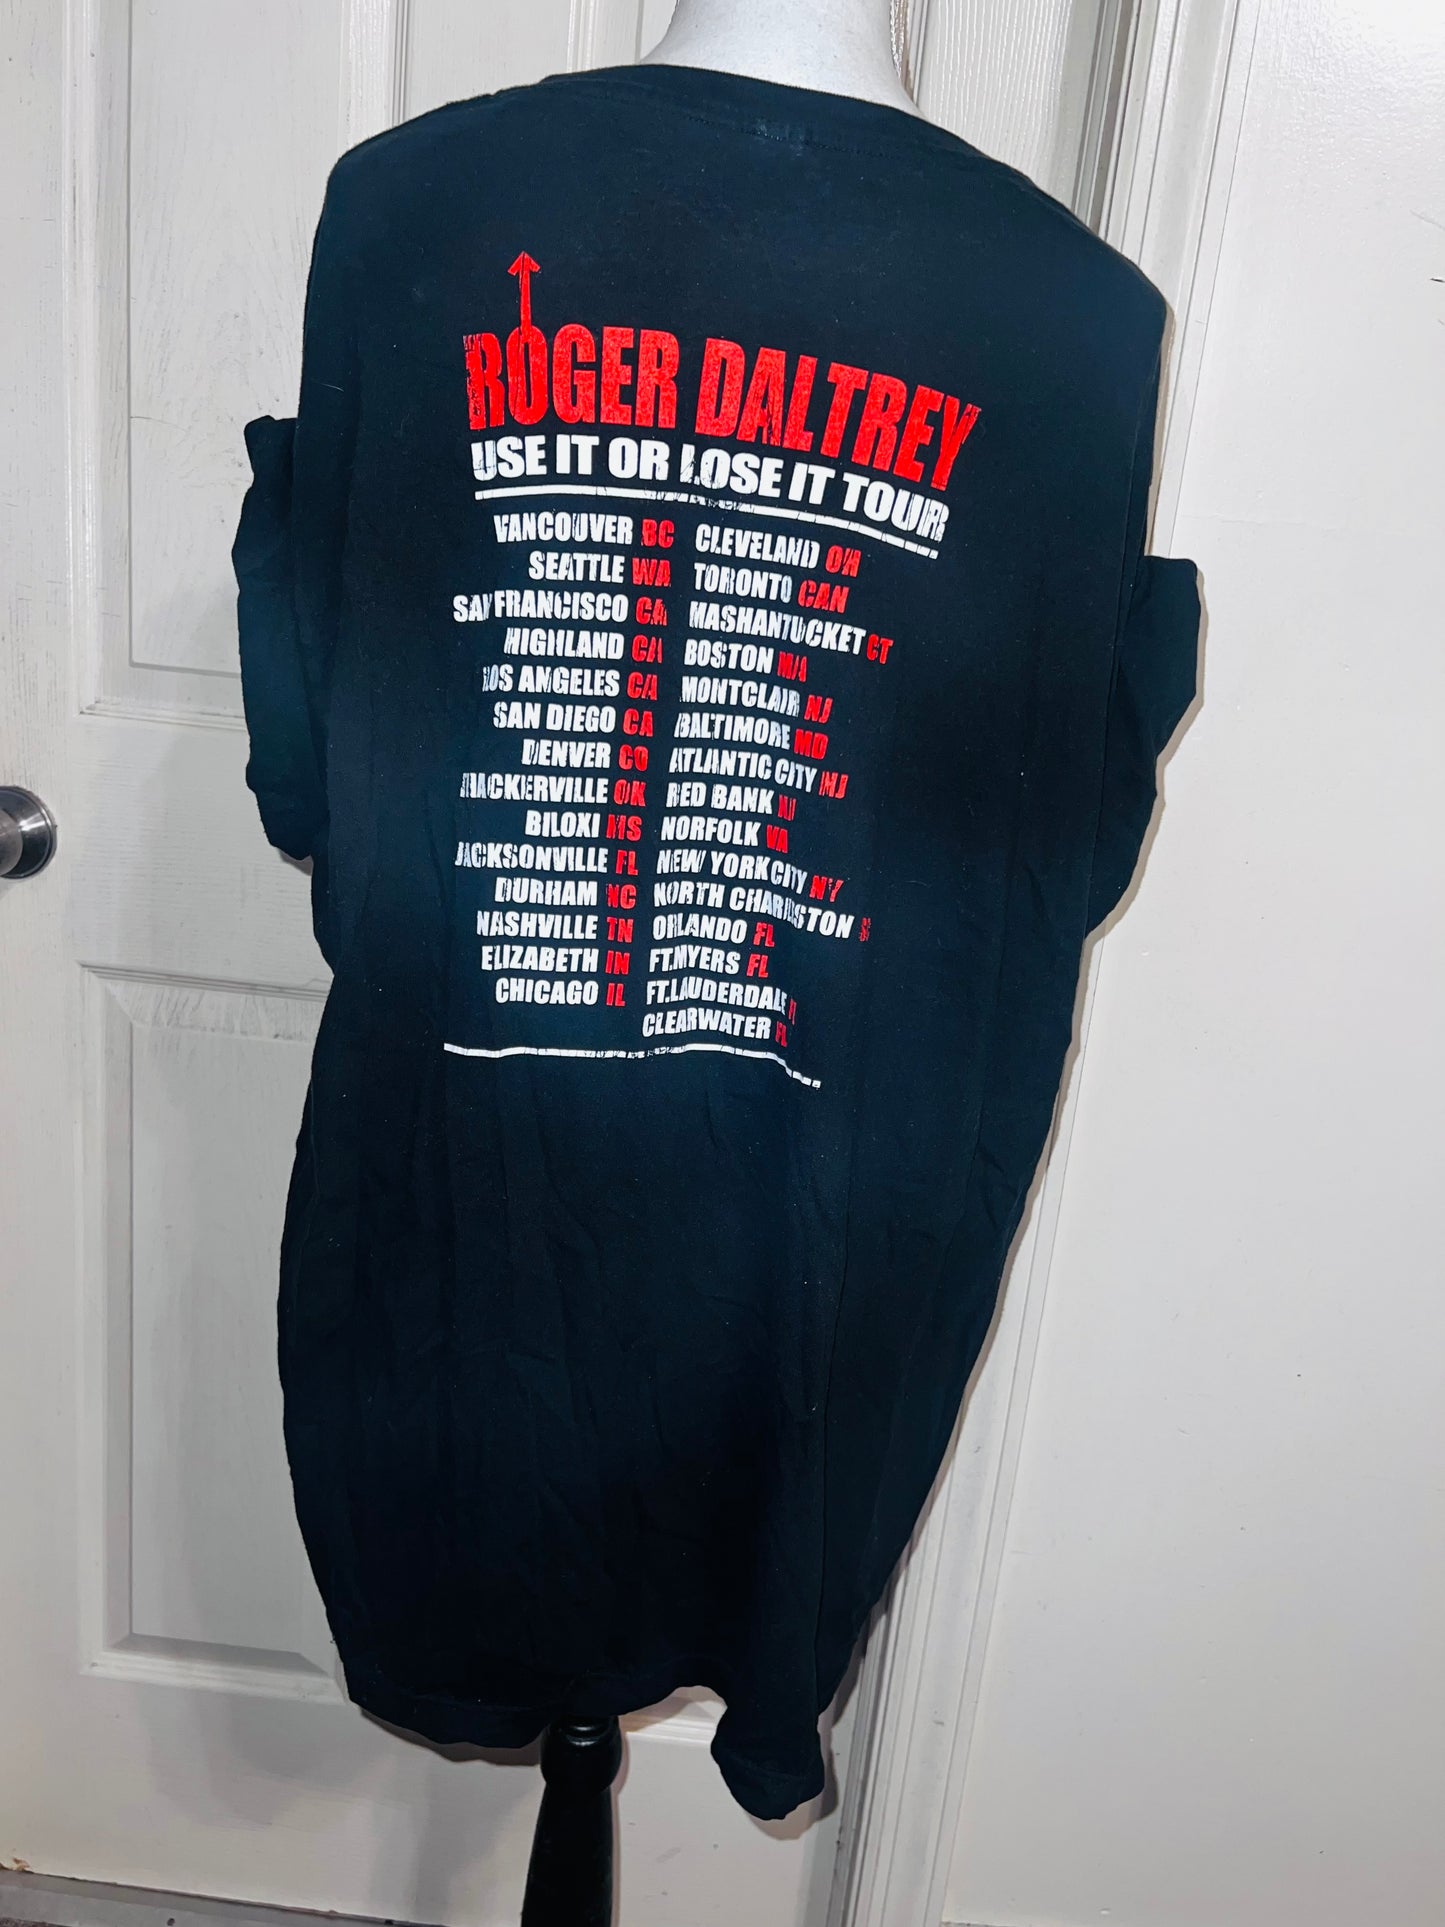 ROGER DALTREY
USE IT OR LOSE IT TOUR
VANCOUVER BC
SEATTLE WA
SAN FRANCISCO CA
HIGHLAND CA
LOS ANGELES CA
SAN DIEGO CA
DENVER CO
THACKERVILLE OK
BILOXI MS
JACKSONVILLE FL
DURHAM NC
NASHVILLE TN
ELIZABETH IN
CHICAGO IL
CLEVELAND OH
TORONTO CAN
MASHANTUCKET CT
BOSTON MA
MONTCLAIR NJ
BALTIMORE MD
ATLANTIC CITY NJ
RED BANK NJ
NORFOLK VA
NEW YORK CITY NY
NORTH CHARLESTON
ORLANDO FL
FT.MYERS FL
FT.LAUDERDALE
CLEARWATER FL